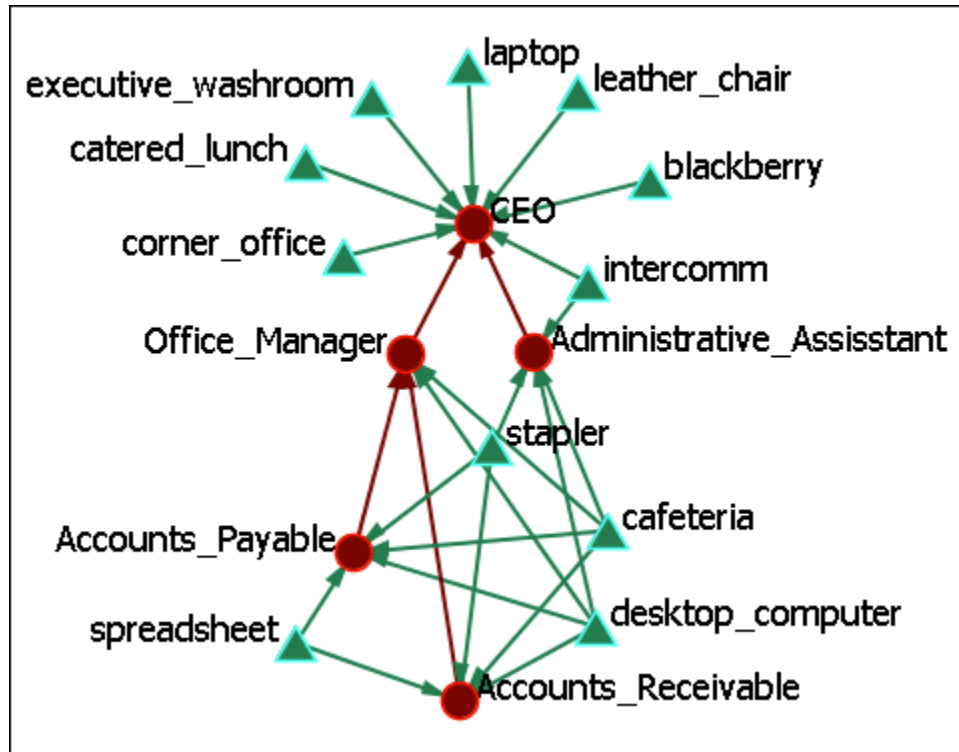 laptop
executive_washroom
leather_chair
catered_lunch
blackberry
CEO
corner_office
intercomm
Office_Manager
Administrative_Assisstant
stapler
cafeteria
Accounts_Payable
desktop_computer
spreadsheet
Accounts_Receivable